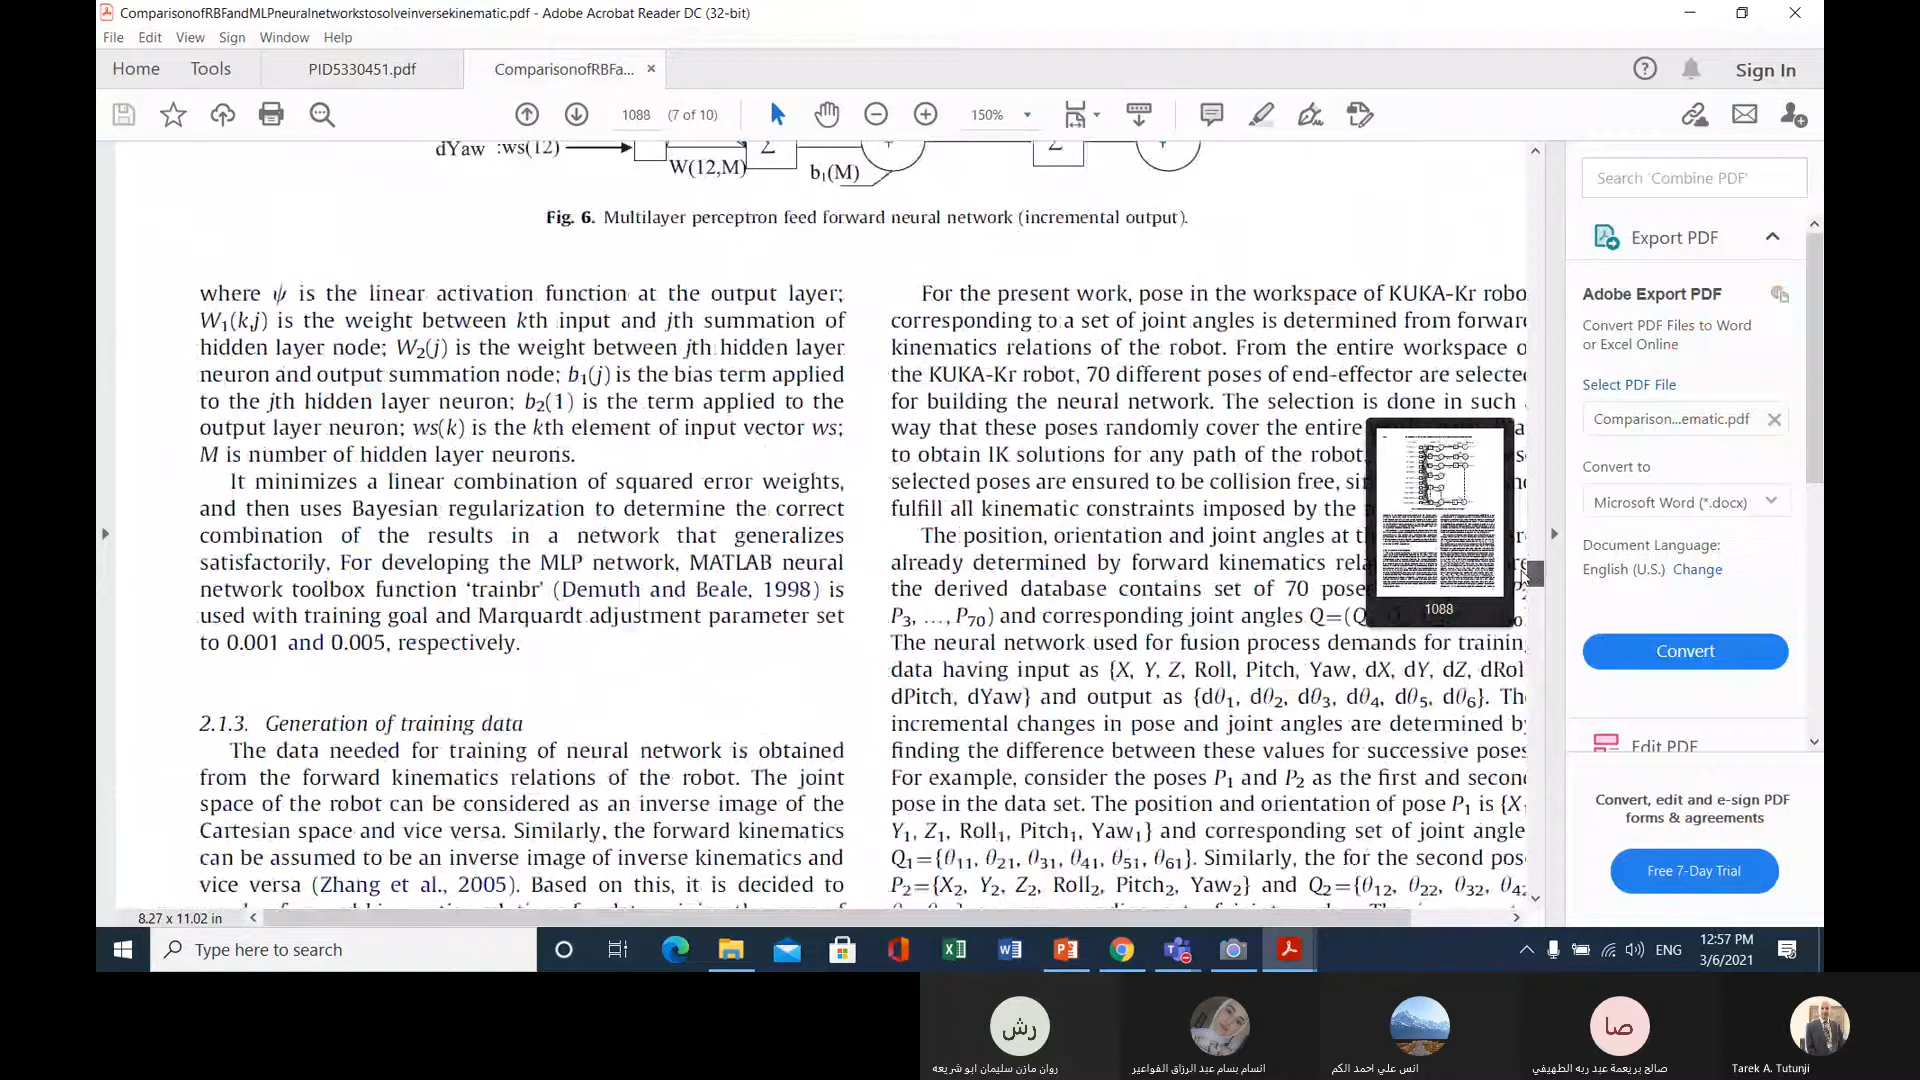 ComparisonofRBFandMLPneuralnetworkstosolveinversekinematic.pdf - Adobe Acrobat Reader DC (32-bit)
File Edit View Sign Window Help
Home Tools PID5330451.pdf ComparisonofRBFa... Sign In
1088 (7 of 10) 150%
dYaw :ws(12) W(12,M) Σ b₁(M) Σ
Fig. 6. Multilayer perceptron feed forward neural network (incremental output).
where ψ is the linear activation function at the output layer;
W₁(k,j) is the weight between kth input and jth summation of
hidden layer node; W₂(j) is the weight between jth hidden layer
neuron and output summation node; b₁(j) is the bias term applied
to the jth hidden layer neuron; b₂(1) is the term applied to the
output layer neuron; ws(k) is the kth element of input vector ws;
M is number of hidden layer neurons.
It minimizes a linear combination of squared error weights,
and then uses Bayesian regularization to determine the correct
combination of the results in a network that generalizes
satisfactorily. For developing the MLP network, MATLAB neural
network toolbox function 'trainbr' (Demuth and Beale, 1998) is
used with training goal and Marquardt adjustment parameter set
to 0.001 and 0.005, respectively.
2.1.3. Generation of training data
The data needed for training of neural network is obtained
from the forward kinematics relations of the robot. The joint
space of the robot can be considered as an inverse image of the
Cartesian space and vice versa. Similarly, the forward kinematics
can be assumed to be an inverse image of inverse kinematics and
vice versa (Zhang et al., 2005). Based on this, it is decided to
For the present work, pose in the workspace of KUKA-Kr robo
corresponding to a set of joint angles is determined from forwar
kinematics relations of the robot. From the entire workspace o
the KUKA-Kr robot, 70 different poses of end-effector are selecte
for building the neural network. The selection is done in such
way that these poses randomly cover the entire
to obtain IK solutions for any path of the robot,
selected poses are ensured to be collision free, si
fulfill all kinematic constraints imposed by the
The position, orientation and joint angles at t
already determined by forward kinematics rela
the derived database contains set of 70 pose
P₃, …, P₇₀) and corresponding joint angles Q=(Q
The neural network used for fusion process demands for training
data having input as {X, Y, Z, Roll, Pitch, Yaw, dX, dY, dZ, dRol
dPitch, dYaw} and output as {dθ₁, dθ₂, dθ₃, dθ₄, dθ₅, dθ₆}. Th
incremental changes in pose and joint angles are determined by
finding the difference between these values for successive poses
For example, consider the poses P₁ and P₂ as the first and second
pose in the data set. The position and orientation of pose P₁ is {X
Y₁, Z₁, Roll₁, Pitch₁, Yaw₁} and corresponding set of joint angle
Q₁={θ₁₁, θ₂₁, θ₃₁, θ₄₁, θ₅₁, θ₆₁}. Similarly, the for the second pos
P₂={X₂, Y₂, Z₂, Roll₂, Pitch₂, Yaw₂} and Q₂={θ₁₂, θ₂₂, θ₃₂, θ₄₂
1088
8.27 x 11.02 in
Search 'Combine PDF'
Export PDF
Adobe Export PDF
Convert PDF Files to Word
or Excel Online
Select PDF File
Comparison...ematic.pdf
Convert to
Microsoft Word (*.docx)
Document Language:
English (U.S.) Change
Convert
Edit PDF
Convert, edit and e-sign PDF
forms & agreements
Free 7-Day Trial
Type here to search
ENG
12:57 PM
3/6/2021
رش
صا
روان مازن سليمان ابو شريعه
انسام بسام عبد الرزاق الفواعير
انس علي احمد الكم
صالح بريعمة عبد ربه الطهيفي
Tarek A. Tutunji